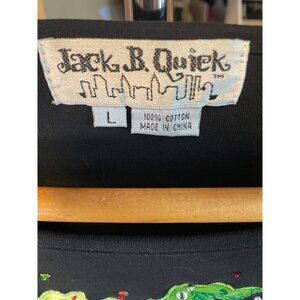 Jack B. Quick
TM
L
100% COTTON
MADE IN CHINA